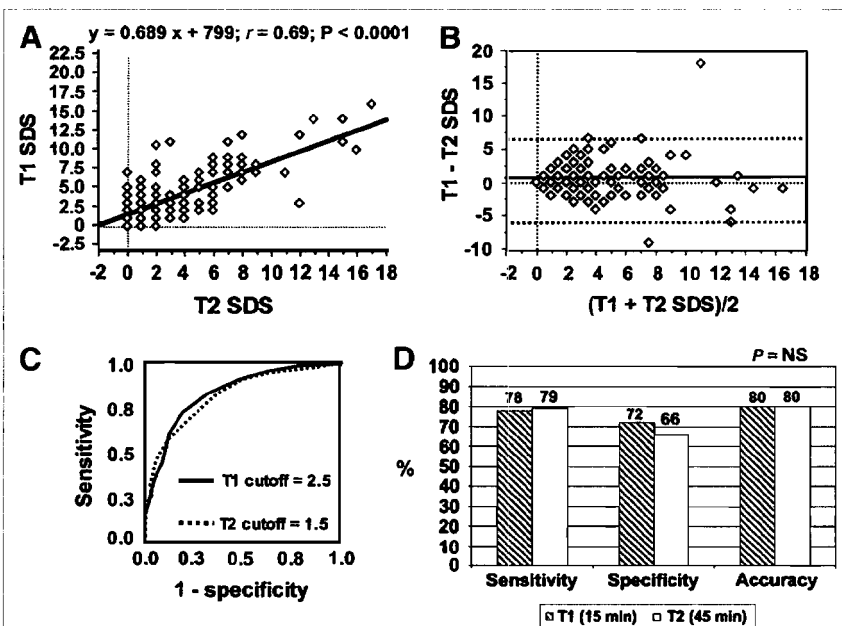 A
y = 0.689 x + 799; r = 0.69; P < 0.0001
22.5
20.0
17.5
15.0
12.5
10.0
7.5
5.0
2.5
0
-2.5
T1 SDS
-2 0 2 4 6 8 10 12 14 16 18
T2 SDS
B
20
15
10
5
0
-5
-10
T1 - T2 SDS
-2 0 2 4 6 8 10 12 14 16 18
(T1 + T2 SDS)/2
C
1.0
0.8
0.5
0.3
0.0
Sensitivity
T1 cutoff = 2.5
T2 cutoff = 1.5
0.0 0.3 0.5 0.8 1.0
1 - specificity
D
P = NS
100
90
80
70
60
50
40
30
20
10
0
%
78 79 72 66 80 80
Sensitivity Specificity Accuracy
T1 (15 min) T2 (45 min)